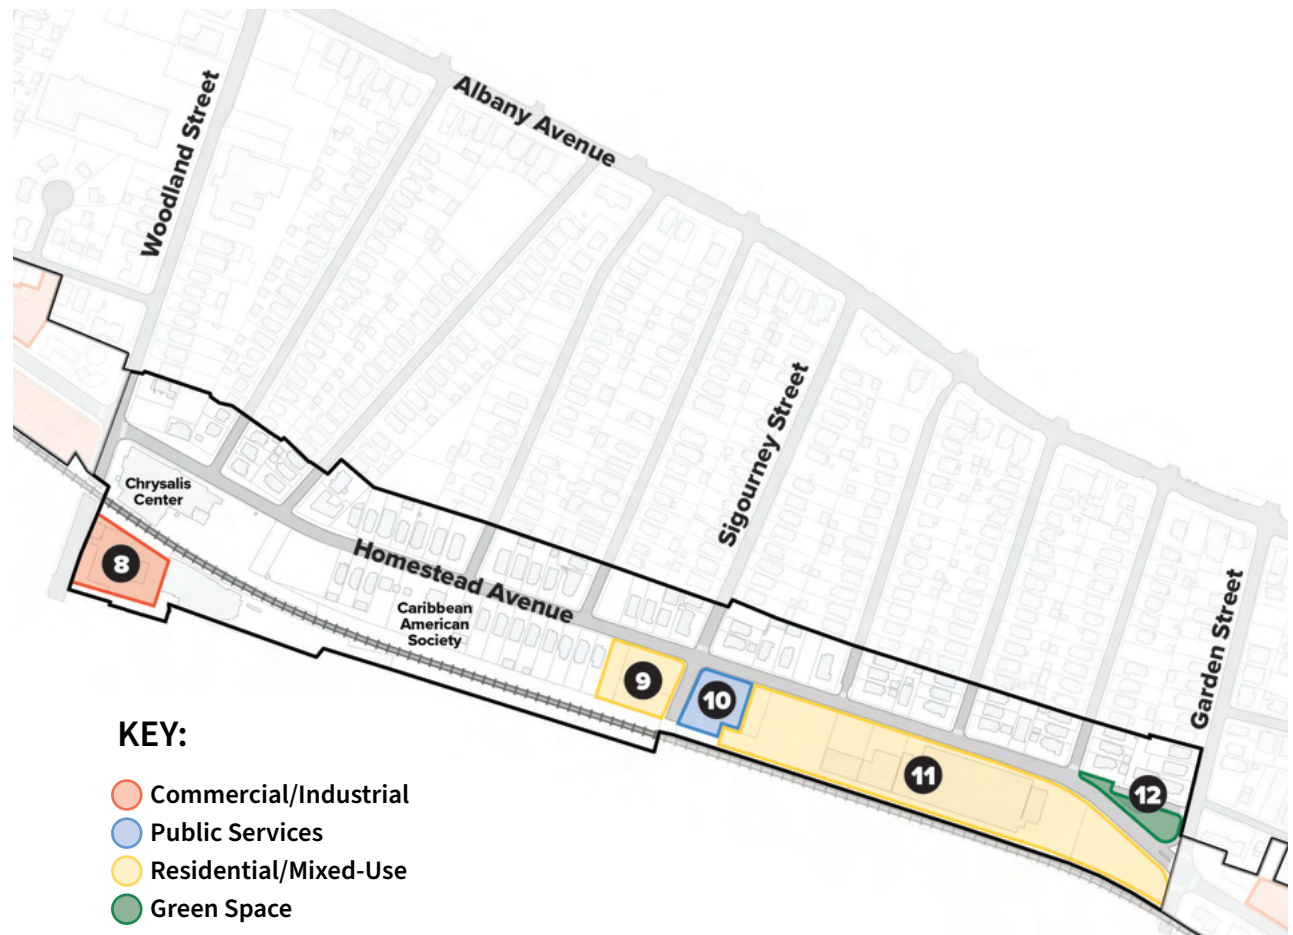 Albany Avenue
Woodland Street
Sigourney Street
Chrysalis
Center
8
Homestead Avenue
Caribbean
American
Society
Garden Street
9
10
11
12
KEY:
Commercial/Industrial
Public Services
Residential/Mixed-Use
Green Space